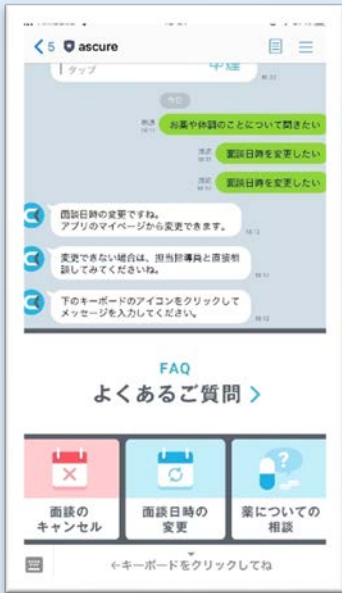 5 ascure
タップ
今日
お薬や体調のことについて聞きたい
面談日時を変更したい
面談日時を変更したい
面談日時の変更ですね。
アプリのマイページから変更できます。
変更できない場合は、担当指導員と直接相
談してみてくださいね。
下のキーボードのアイコンをクリックして
メッセージを入力してください。
FAQ
よくあるご質問
面談の
キャンセル
面談日時の
変更
薬についての
相談
←キーボードをクリックしてね